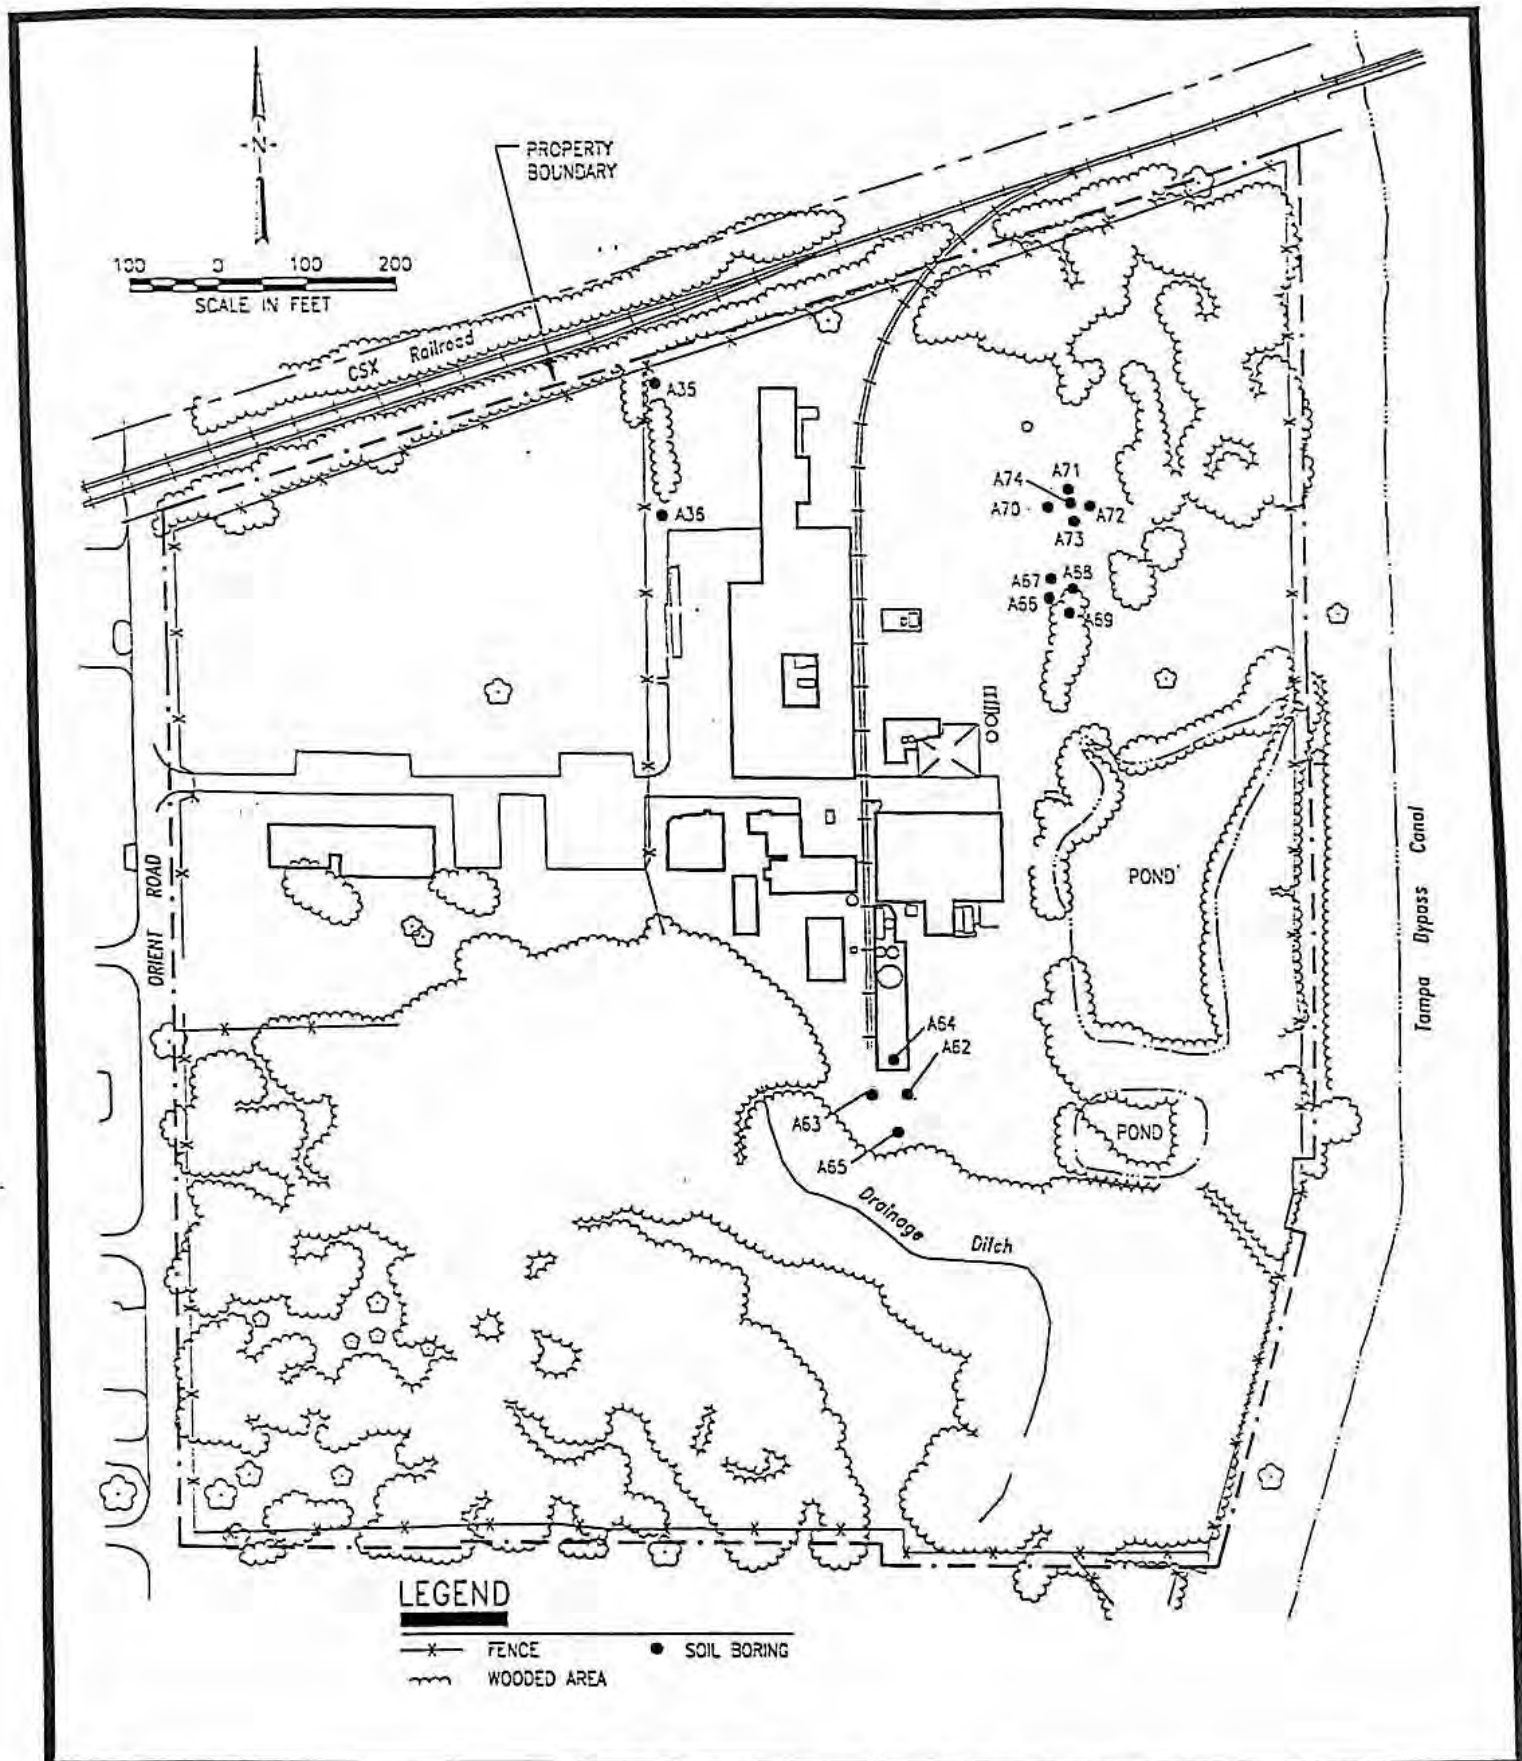 PROPERTY
BOUNDARY
N
100 0 100 200
SCALE IN FEET
CSX Railroad
A35
A36
A71
A74
A70
A72
A73
A67
A68
A66
A69
POND
ORIENT ROAD
Tampa Bypass Canal
A64
A62
A63
A65
POND
Drainage Ditch
LEGEND
FENCE
SOIL BORING
WOODED AREA